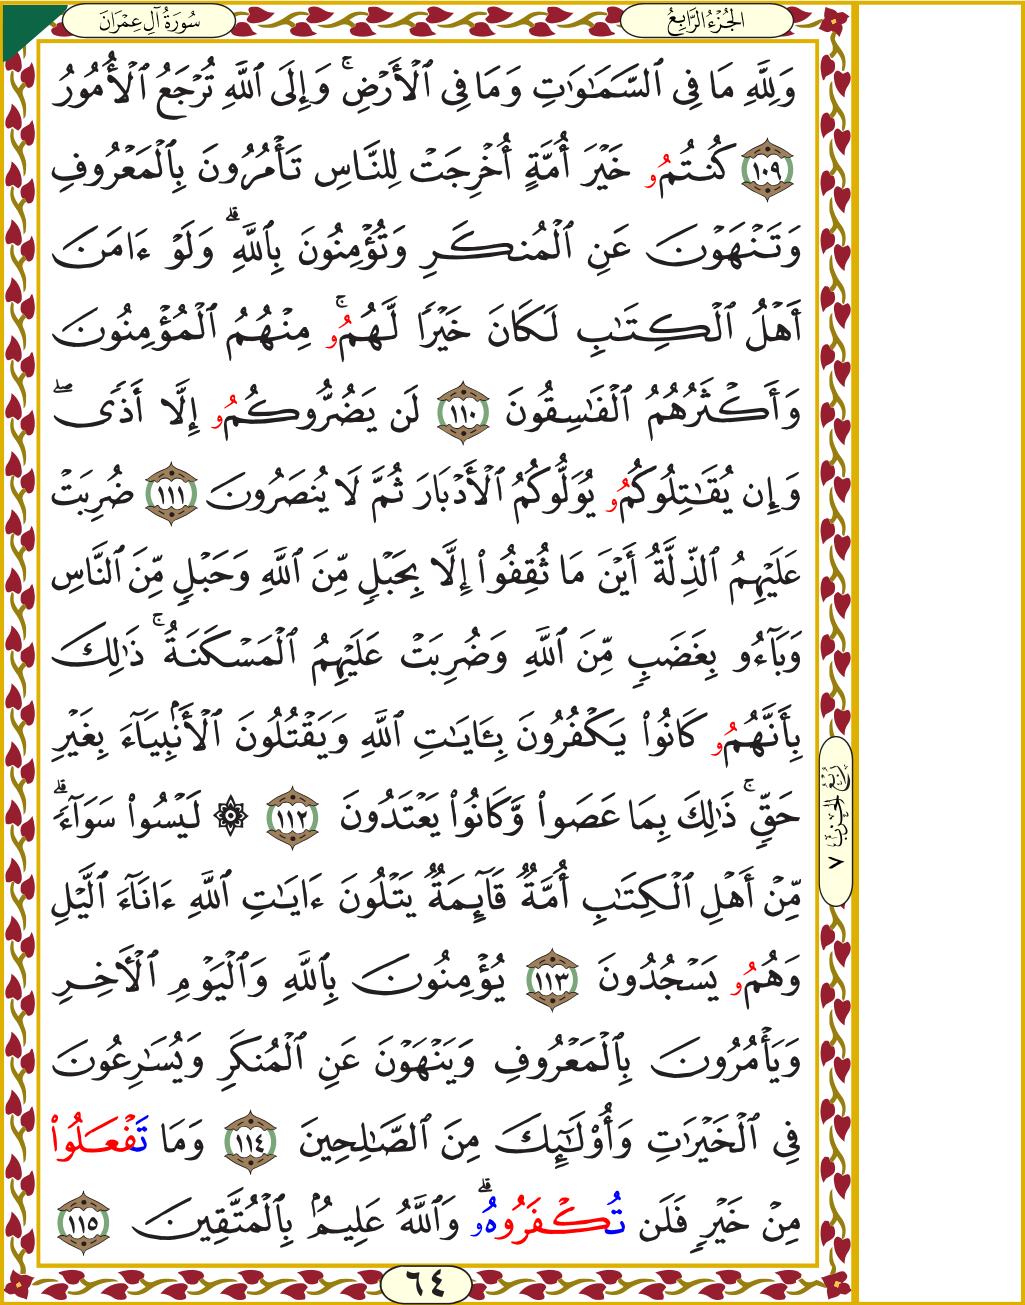 سُورَةُ آلِ عِمْرَان
الجُزْءُ الرَّابِعُ
وَلِلَّهِ مَا فِي ٱلسَّمَٰوَٰتِ وَمَا فِي ٱلۡأَرۡضِۚ وَإِلَى ٱللَّهِ تُرۡجَعُ ٱلۡأُمُورُ
١٠٩ كُنتُمُۥ خَيۡرَ أُمَّةٍ أُخۡرِجَتۡ لِلنَّاسِ تَأۡمُرُونَ بِٱلۡمَعۡرُوفِ
وَتَنۡهَوۡنَ عَنِ ٱلۡمُنكَرِ وَتُؤۡمِنُونَ بِٱللَّهِۗ وَلَوۡ ءَامَنَ
أَهۡلُ ٱلۡكِتَٰبِ لَكَانَ خَيۡرٗا لَّهُمُۥۚ مِنۡهُمُ ٱلۡمُؤۡمِنُونَ
وَأَكۡثَرُهُمُ ٱلۡفَٰسِقُونَ ١١٠ لَن يَضُرُّوكُمُۥ إِلَّا أَذٗىۖ
وَإِن يُقَٰتِلُوكُمُۥ يُوَلُّوكُمُ ٱلۡأَدۡبَارَ ثُمَّ لَا يُنصَرُونَ ١١١ ضُرِبَتۡ
عَلَيۡهِمُ ٱلذِّلَّةُ أَيۡنَ مَا ثُقِفُوٓاْ إِلَّا بِحَبۡلٖ مِّنَ ٱللَّهِ وَحَبۡلٖ مِّنَ ٱلنَّاسِ
وَبَآءُو بِغَضَبٖ مِّنَ ٱللَّهِ وَضُرِبَتۡ عَلَيۡهِمُ ٱلۡمَسۡكَنَةُۚ ذَٰلِكَ
بِأَنَّهُمُۥ كَانُواْ يَكۡفُرُونَ بِـَٔايَٰتِ ٱللَّهِ وَيَقۡتُلُونَ ٱلۡأَنۢبِيَآءَ بِغَيۡرِ
حَقّٖۚ ذَٰلِكَ بِمَا عَصَواْ وَّكَانُواْ يَعۡتَدُونَ ١١٢ ۞ لَيۡسُواْ سَوَآءٗۗ
مِّنۡ أَهۡلِ ٱلۡكِتَٰبِ أُمَّةٞ قَآئِمَةٞ يَتۡلُونَ ءَايَٰتِ ٱللَّهِ ءَانَآءَ ٱلَّيۡلِ
وَهُمُۥ يَسۡجُدُونَ ١١٣ يُؤۡمِنُونَ بِٱللَّهِ وَٱلۡيَوۡمِ ٱلۡأٓخِرِ
وَيَأۡمُرُونَ بِٱلۡمَعۡرُوفِ وَيَنۡهَوۡنَ عَنِ ٱلۡمُنكَرِ وَيُسَٰرِعُونَ
فِي ٱلۡخَيۡرَٰتِ وَأُوْلَٰٓئِكَ مِنَ ٱلصَّٰلِحِينَ ١١٤ وَمَا تَفۡعَلُواْ
مِنۡ خَيۡرٖ فَلَن تُكۡفَرُوهُۥۗ وَٱللَّهُ عَلِيمُۢ بِٱلۡمُتَّقِينَ ١١٥
رُبْعُ الحِزْبِ ٧
٦٤